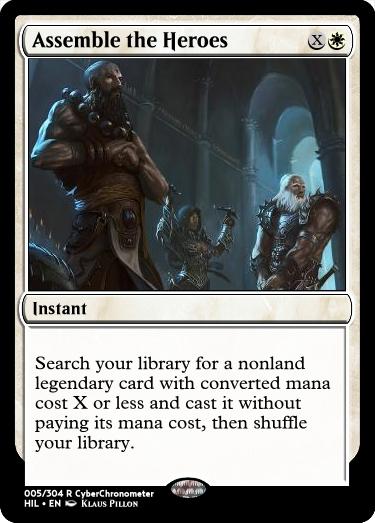 Assemble the Heroes X
Instant
Search your library for a nonland
legendary card with converted mana
cost X or less and cast it without
paying its mana cost, then shuffle
your library.
005/304 R CyberChronometer
HIL • EN Klaus Pillon